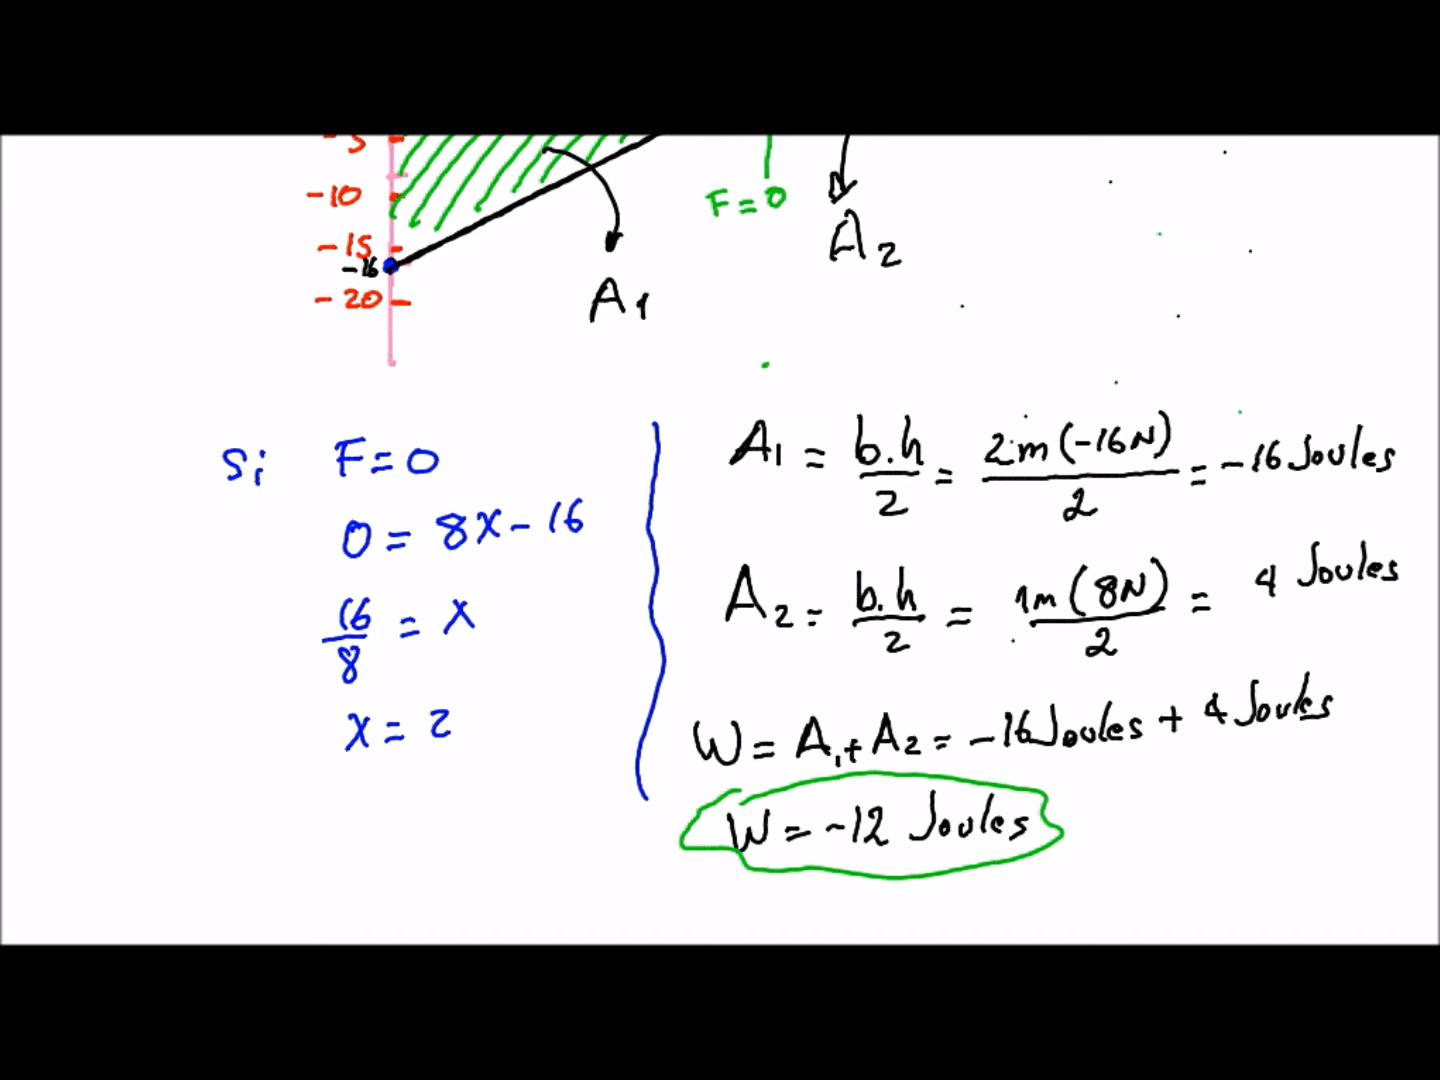 -5
-10
-15
-16
-20
F = 0
A₂
A₁
Si F = 0
0 = 8x - 16
16/8 = x
x = 2
A₁ = b.h/2 = 2m(-16N)/2 = -16 Joules
A₂ = b.h/2 = 1m(8N)/2 = 4 Joules
W = A₁ + A₂ = -16 Joules + 4 Joules
W = -12 Joules